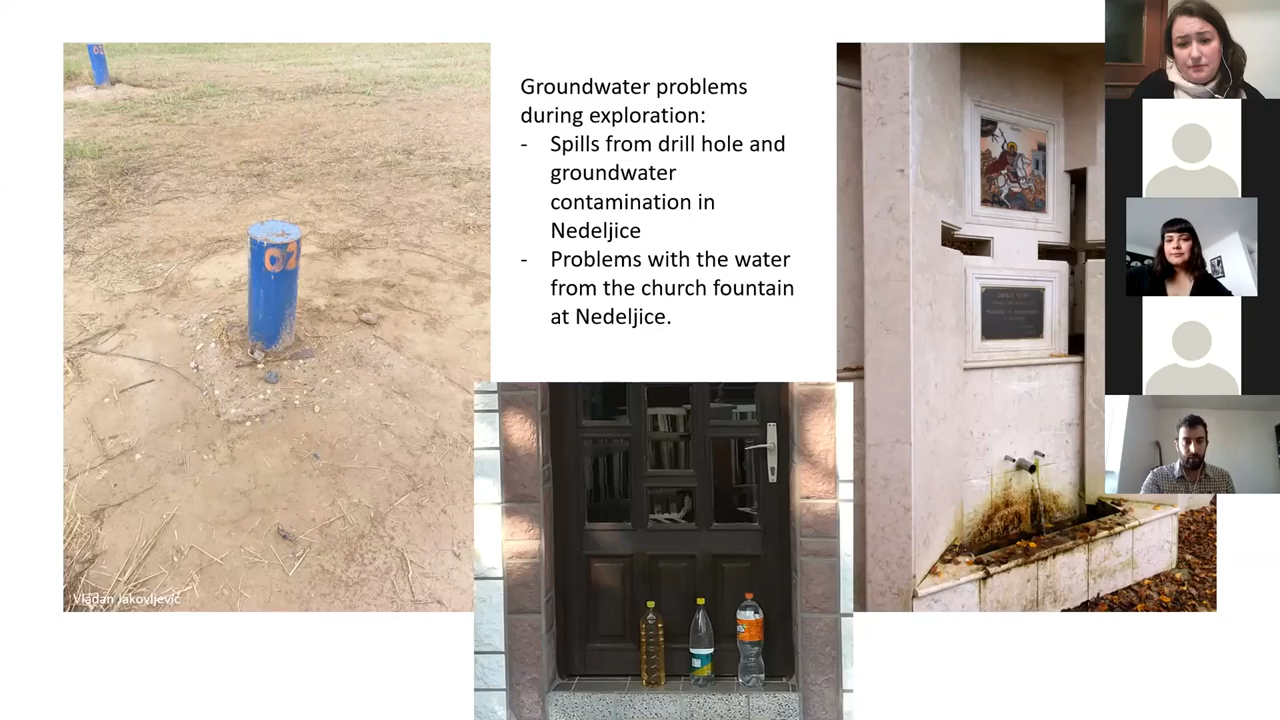 02
02
Vladan Jakovljević
Groundwater problems
during exploration:
- Spills from drill hole and
groundwater
contamination in
Nedeljice
- Problems with the water
from the church fountain
at Nedeljice.